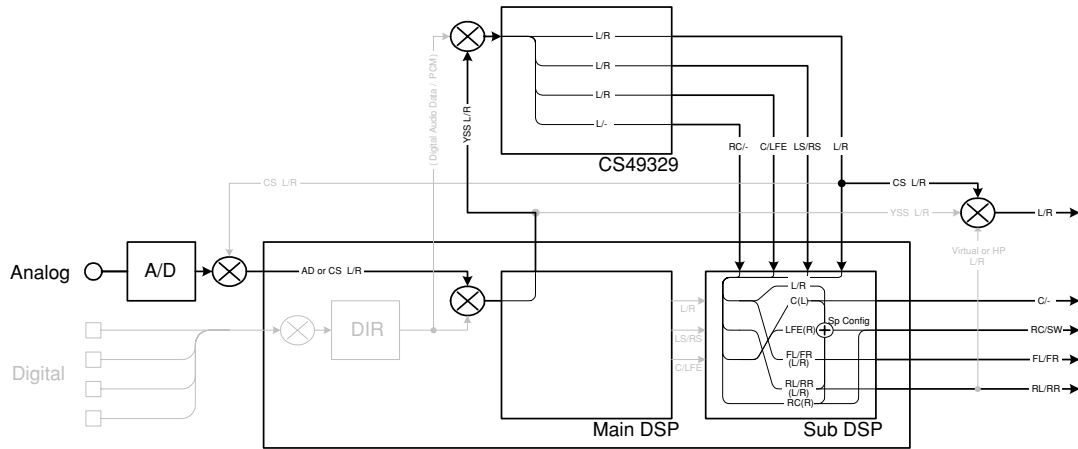 L/R
L/R
L/R
L/-
CS49329
( Digital Audio Data / PCM )
YSS L/R
RC/-
C/LFE
LS/RS
L/R
CS L/R
CS L/R
YSS L/R
L/R
Virtual or HP
L/R
Analog
A/D
AD or CS L/R
Digital
DIR
L/R
LS/RS
C/LFE
L/R
C(L)
LFE(R)
Sp Config
FL/FR
(L/R)
RL/RR
(L/R)
RC(R)
C/-
RC/SW
FL/FR
RL/RR
Main DSP
Sub DSP